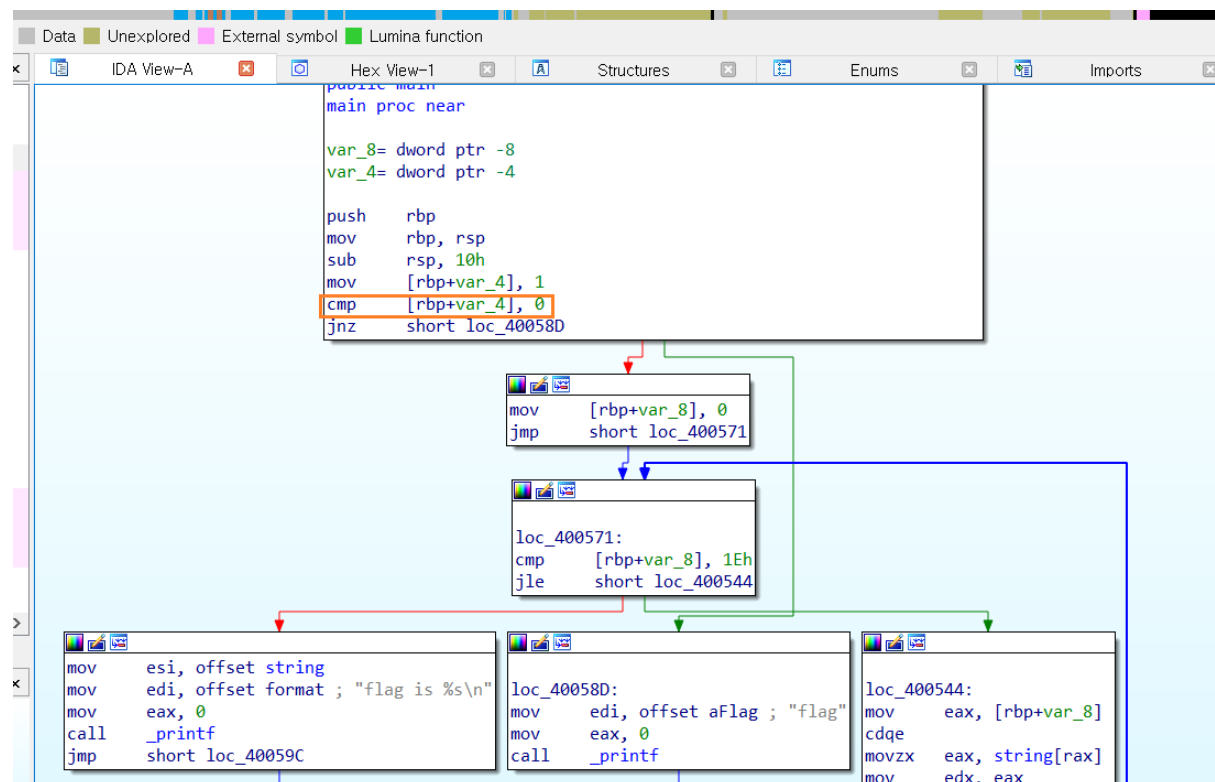 Data Unexplored External symbol Lumina function
IDA View-A Hex View-1 Structures Enums Imports
public main
main proc near
var_8= dword ptr -8
var_4= dword ptr -4
push rbp
mov rbp, rsp
sub rsp, 10h
mov [rbp+var_4], 1
cmp [rbp+var_4], 0
jnz short loc_40058D
mov [rbp+var_8], 0
jmp short loc_400571
loc_400571:
cmp [rbp+var_8], 1Eh
jle short loc_400544
mov esi, offset string
mov edi, offset format ; "flag is %s\n"
mov eax, 0
call _printf
jmp short loc_40059C
loc_40058D:
mov edi, offset aFlag ; "flag"
mov eax, 0
call _printf
loc_400544:
mov eax, [rbp+var_8]
cdqe
movzx eax, string[rax]
mov edx, eax